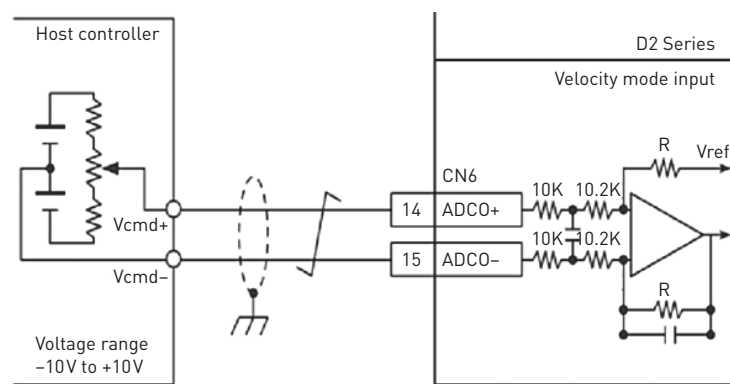 Host controller
D2 Series
Velocity mode input
R
Vref
CN6
10K
10.2K
14
ADCO+
Vcmd+
10K
10.2K
15
ADCO–
Vcmd–
R
Voltage range
–10V to +10V